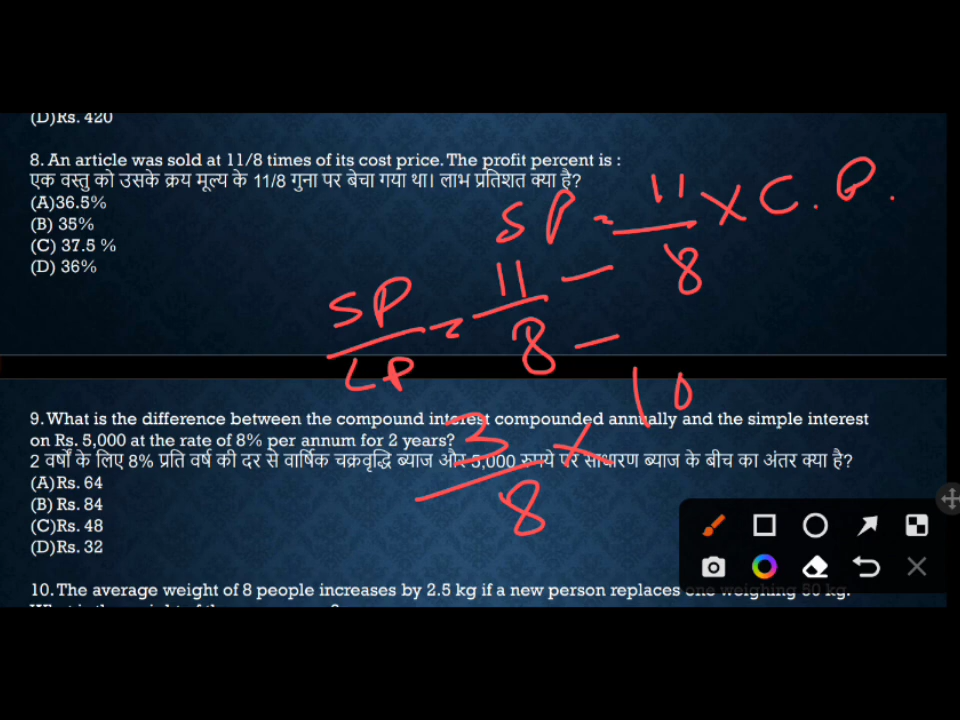 (D)Rs. 420
8. An article was sold at 11/8 times of its cost price. The profit percent is :
एक वस्तु को उसके क्रय मूल्य के 11/8 गुना पर बेचा गया था। लाभ प्रतिशत क्या है?
(A)36.5%
(B) 35%
(C) 37.5 %
(D) 36%
SP = 11/8 × C.P.
SP/CP = 11/8
3/8 × 10
9. What is the difference between the compound interest compounded annually and the simple interest
on Rs. 5,000 at the rate of 8% per annum for 2 years?
2 वर्षों के लिए 8% प्रति वर्ष की दर से वार्षिक चक्रवृद्धि ब्याज और 5,000 रुपये पर साधारण ब्याज के बीच का अंतर क्या है?
(A)Rs. 64
(B) Rs. 84
(C)Rs. 48
(D)Rs. 32
10. The average weight of 8 people increases by 2.5 kg if a new person replaces one weighing 50 kg.